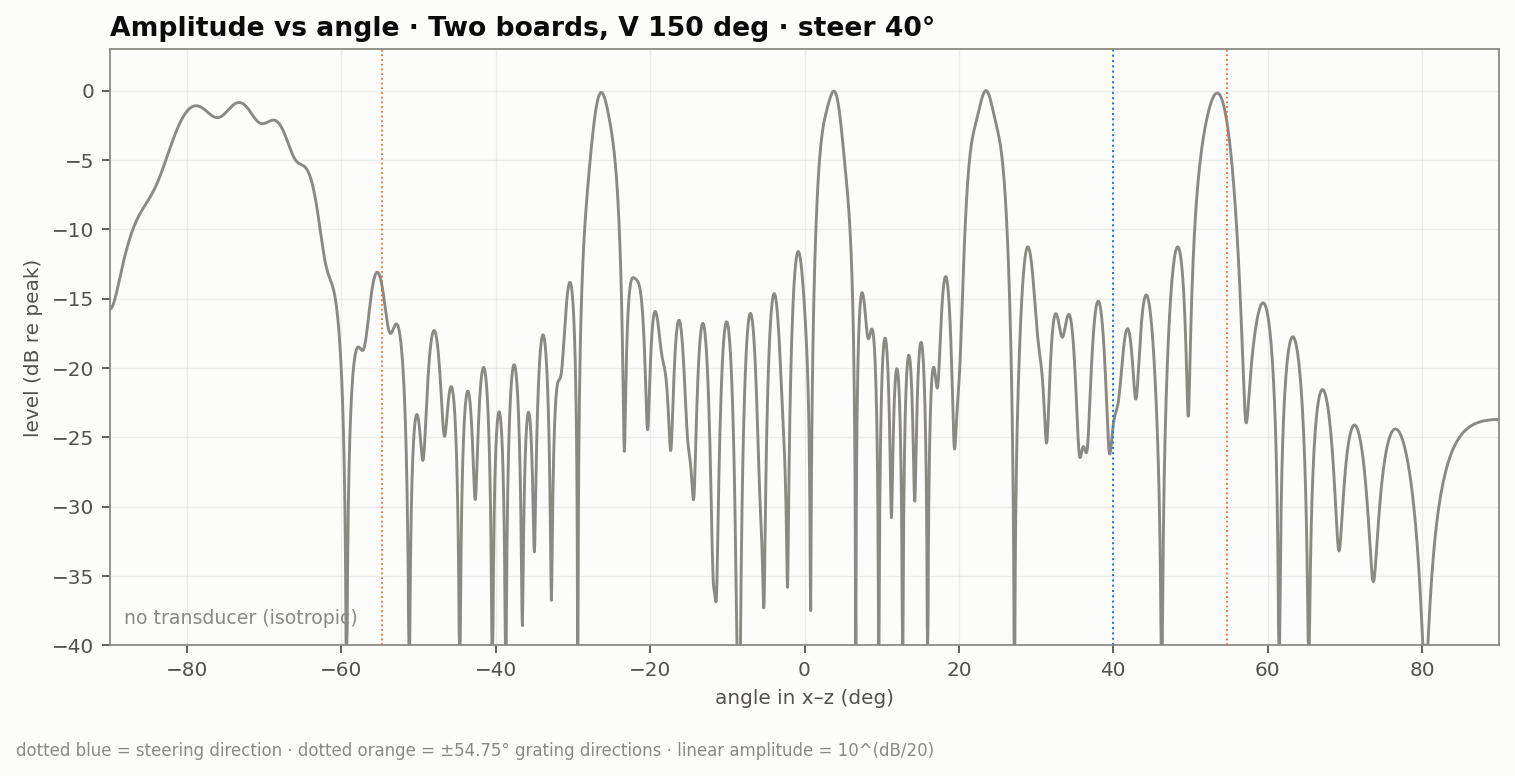 Amplitude vs angle · Two boards, V 150 deg · steer 40°
level (dB re peak)
0
−5
−10
−15
−20
−25
−30
−35
−40
no transducer (isotropic)
−80 −60 −40 −20 0 20 40 60 80
angle in x–z (deg)
dotted blue = steering direction · dotted orange = ±54.75° grating directions · linear amplitude = 10^(dB/20)